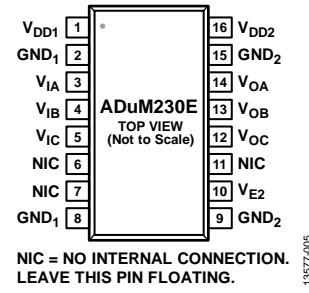 VDD1 1 16 VDD2
GND1 2 15 GND2
VIA 3 14 VOA
VIB 4 ADuM230E 13 VOB
TOP VIEW
VIC 5 (Not to Scale) 12 VOC
NIC 6 11 NIC
NIC 7 10 VE2
GND1 8 9 GND2
NIC = NO INTERNAL CONNECTION.
LEAVE THIS PIN FLOATING.
13577-005